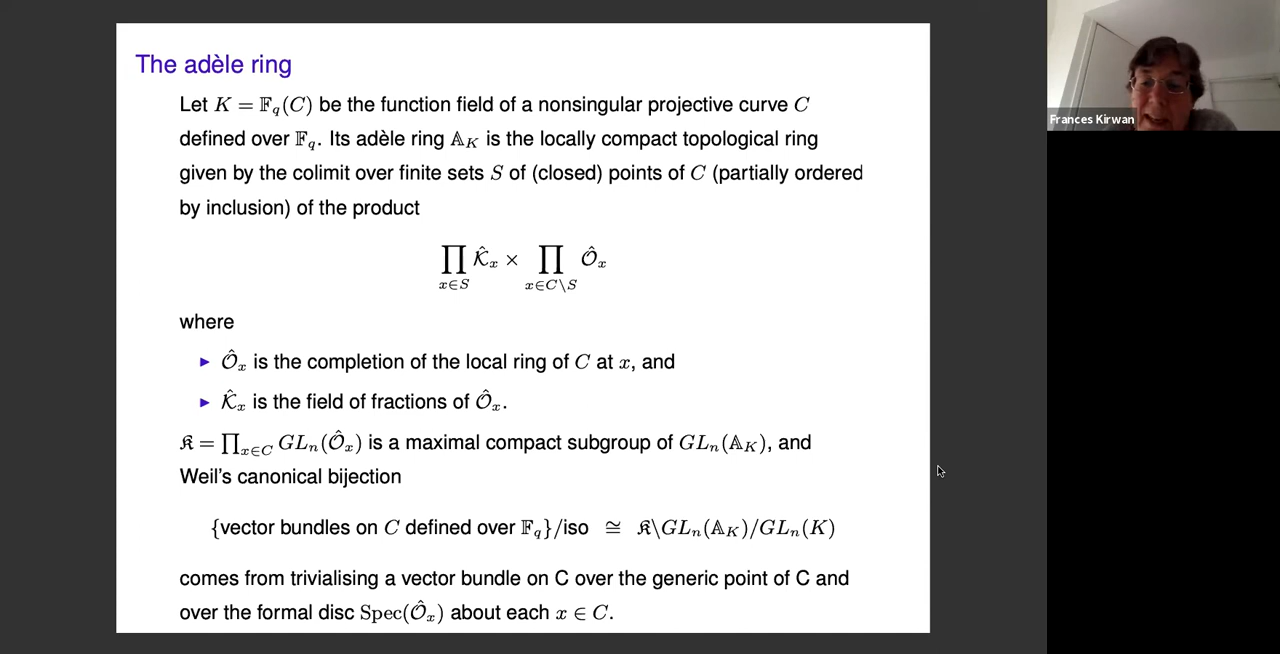 The adèle ring
Let K = 𝔽_q(C) be the function field of a nonsingular projective curve C
defined over 𝔽_q. Its adèle ring 𝔸_K is the locally compact topological ring
given by the colimit over finite sets S of (closed) points of C (partially ordered
by inclusion) of the product
∏_{x∈S} 𝒦̂_x × ∏_{x∈C\S} 𝒪̂_x
where
▶ 𝒪̂_x is the completion of the local ring of C at x, and
▶ 𝒦̂_x is the field of fractions of 𝒪̂_x.
𝔎 = ∏_{x∈C} GL_n(𝒪̂_x) is a maximal compact subgroup of GL_n(𝔸_K), and
Weil's canonical bijection
{vector bundles on C defined over 𝔽_q}/iso ≅ 𝔎\GL_n(𝔸_K)/GL_n(K)
comes from trivialising a vector bundle on C over the generic point of C and
over the formal disc Spec(𝒪̂_x) about each x ∈ C.
Frances Kirwan